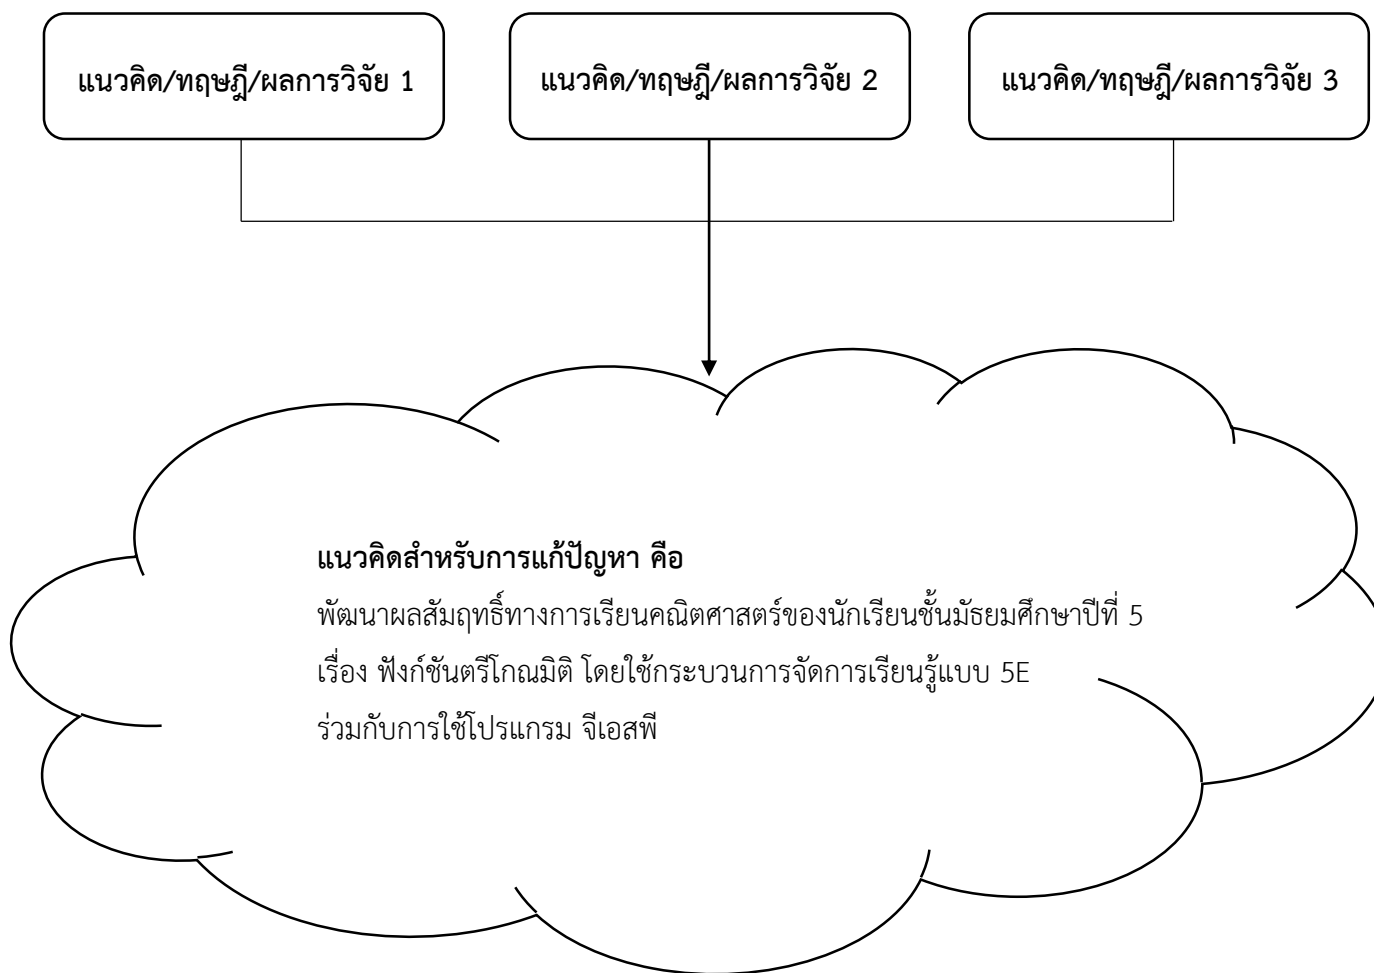 แนวคิด/ทฤษฎี/ผลการวิจัย 1
แนวคิด/ทฤษฎี/ผลการวิจัย 2
แนวคิด/ทฤษฎี/ผลการวิจัย 3
แนวคิดสำหรับการแก้ปัญหา คือ
พัฒนาผลสัมฤทธิ์ทางการเรียนคณิตศาสตร์ของนักเรียนชั้นมัธยมศึกษาปีที่ 5
เรื่อง ฟังก์ชันตรีโกณมิติ โดยใช้กระบวนการจัดการเรียนรู้แบบ 5E
ร่วมกับการใช้โปรแกรม จีเอสพี